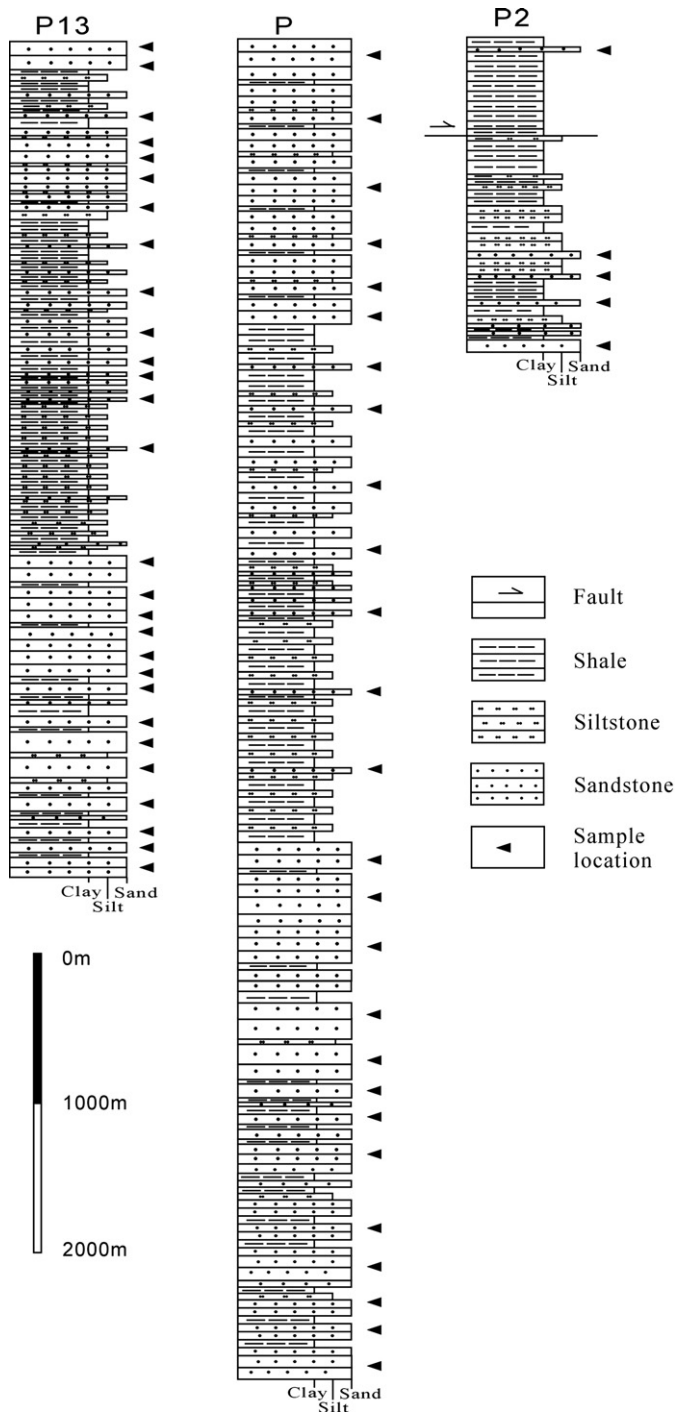 P13
P
P2
Clay
Sand
Silt
Fault
Shale
Siltstone
Sandstone
Sample
location
Clay
Sand
Silt
0m
1000m
2000m
Clay
Sand
Silt